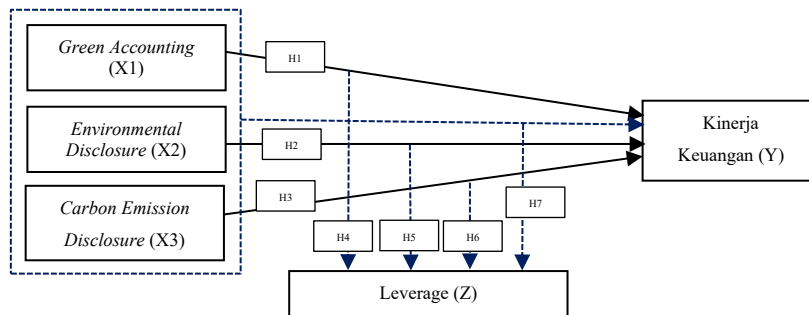 Green Accounting
(X1)
H1
Environmental
Disclosure (X2)
H2
Carbon Emission
Disclosure (X3)
H3
Kinerja
Keuangan (Y)
H7
H4
H5
H6
Leverage (Z)